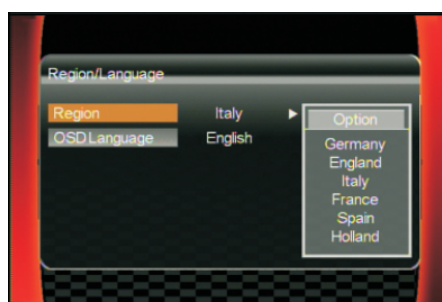 Region/Language
Region Italy
OSD Language English
Option
Germany
England
Italy
France
Spain
Holland